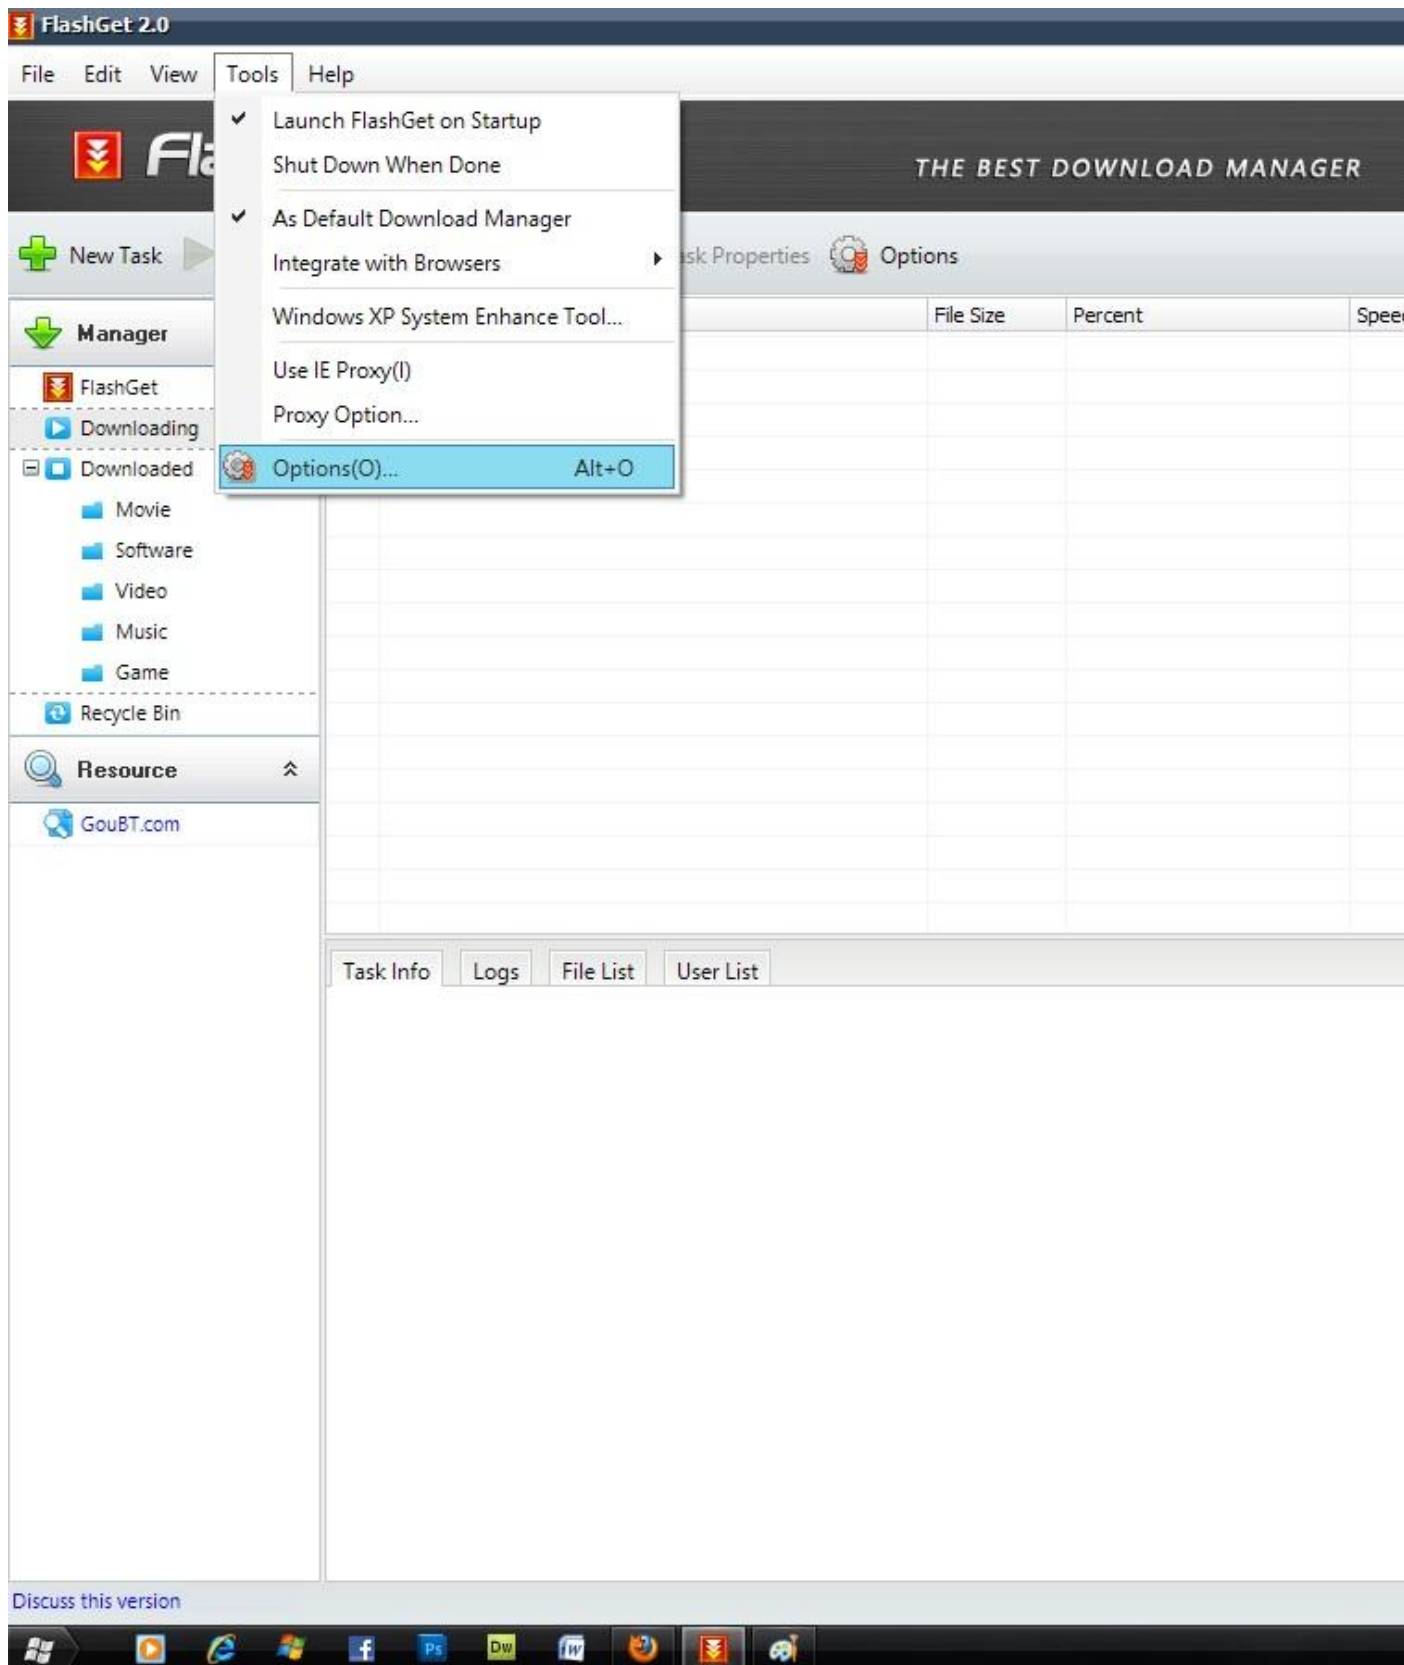 FlashGet 2.0
File Edit View Tools Help
Launch FlashGet on Startup
Shut Down When Done
As Default Download Manager
Integrate with Browsers
Windows XP System Enhance Tool...
Use IE Proxy(I)
Proxy Option...
Options(O)... Alt+O
THE BEST DOWNLOAD MANAGER
New Task Properties Options
File Size Percent
Manager
FlashGet
Downloading
Downloaded
Movie
Software
Video
Music
Game
Recycle Bin
Resource
GouBT.com
Task Info Logs File List User List
Discuss this version
f Ps Dw W